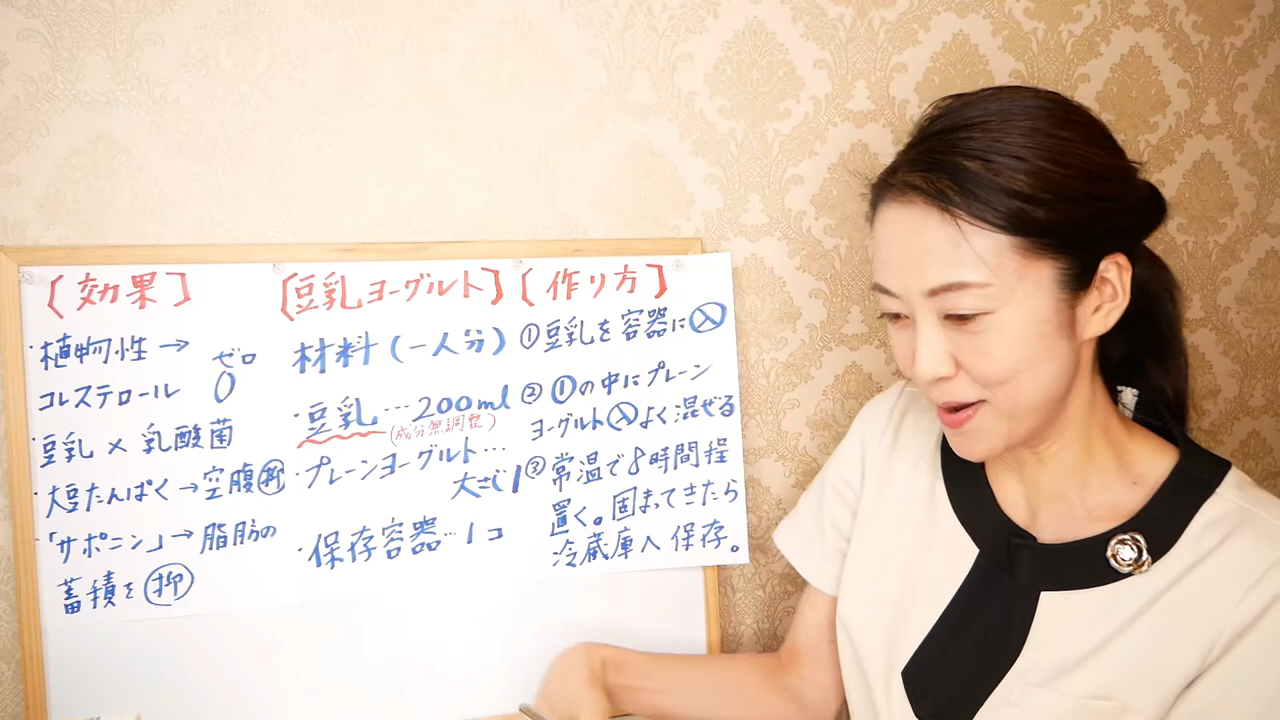 [効果]
・植物性→
コレステロール ゼロ
0
・豆乳×乳酸菌
・大豆たんぱく→空腹抑
・「サポニン」→脂肪の
蓄積を抑
[豆乳ヨーグルト]
材料(一人分)
・豆乳…200ml
(成分無調整)
・プレーンヨーグルト…
大さじ1
・保存容器…1コ
[作り方]
①豆乳を容器に入
②①の中にプレーン
ヨーグルト入よく混ぜる
③常温で8時間程
置く。固まってきたら
冷蔵庫へ保存。